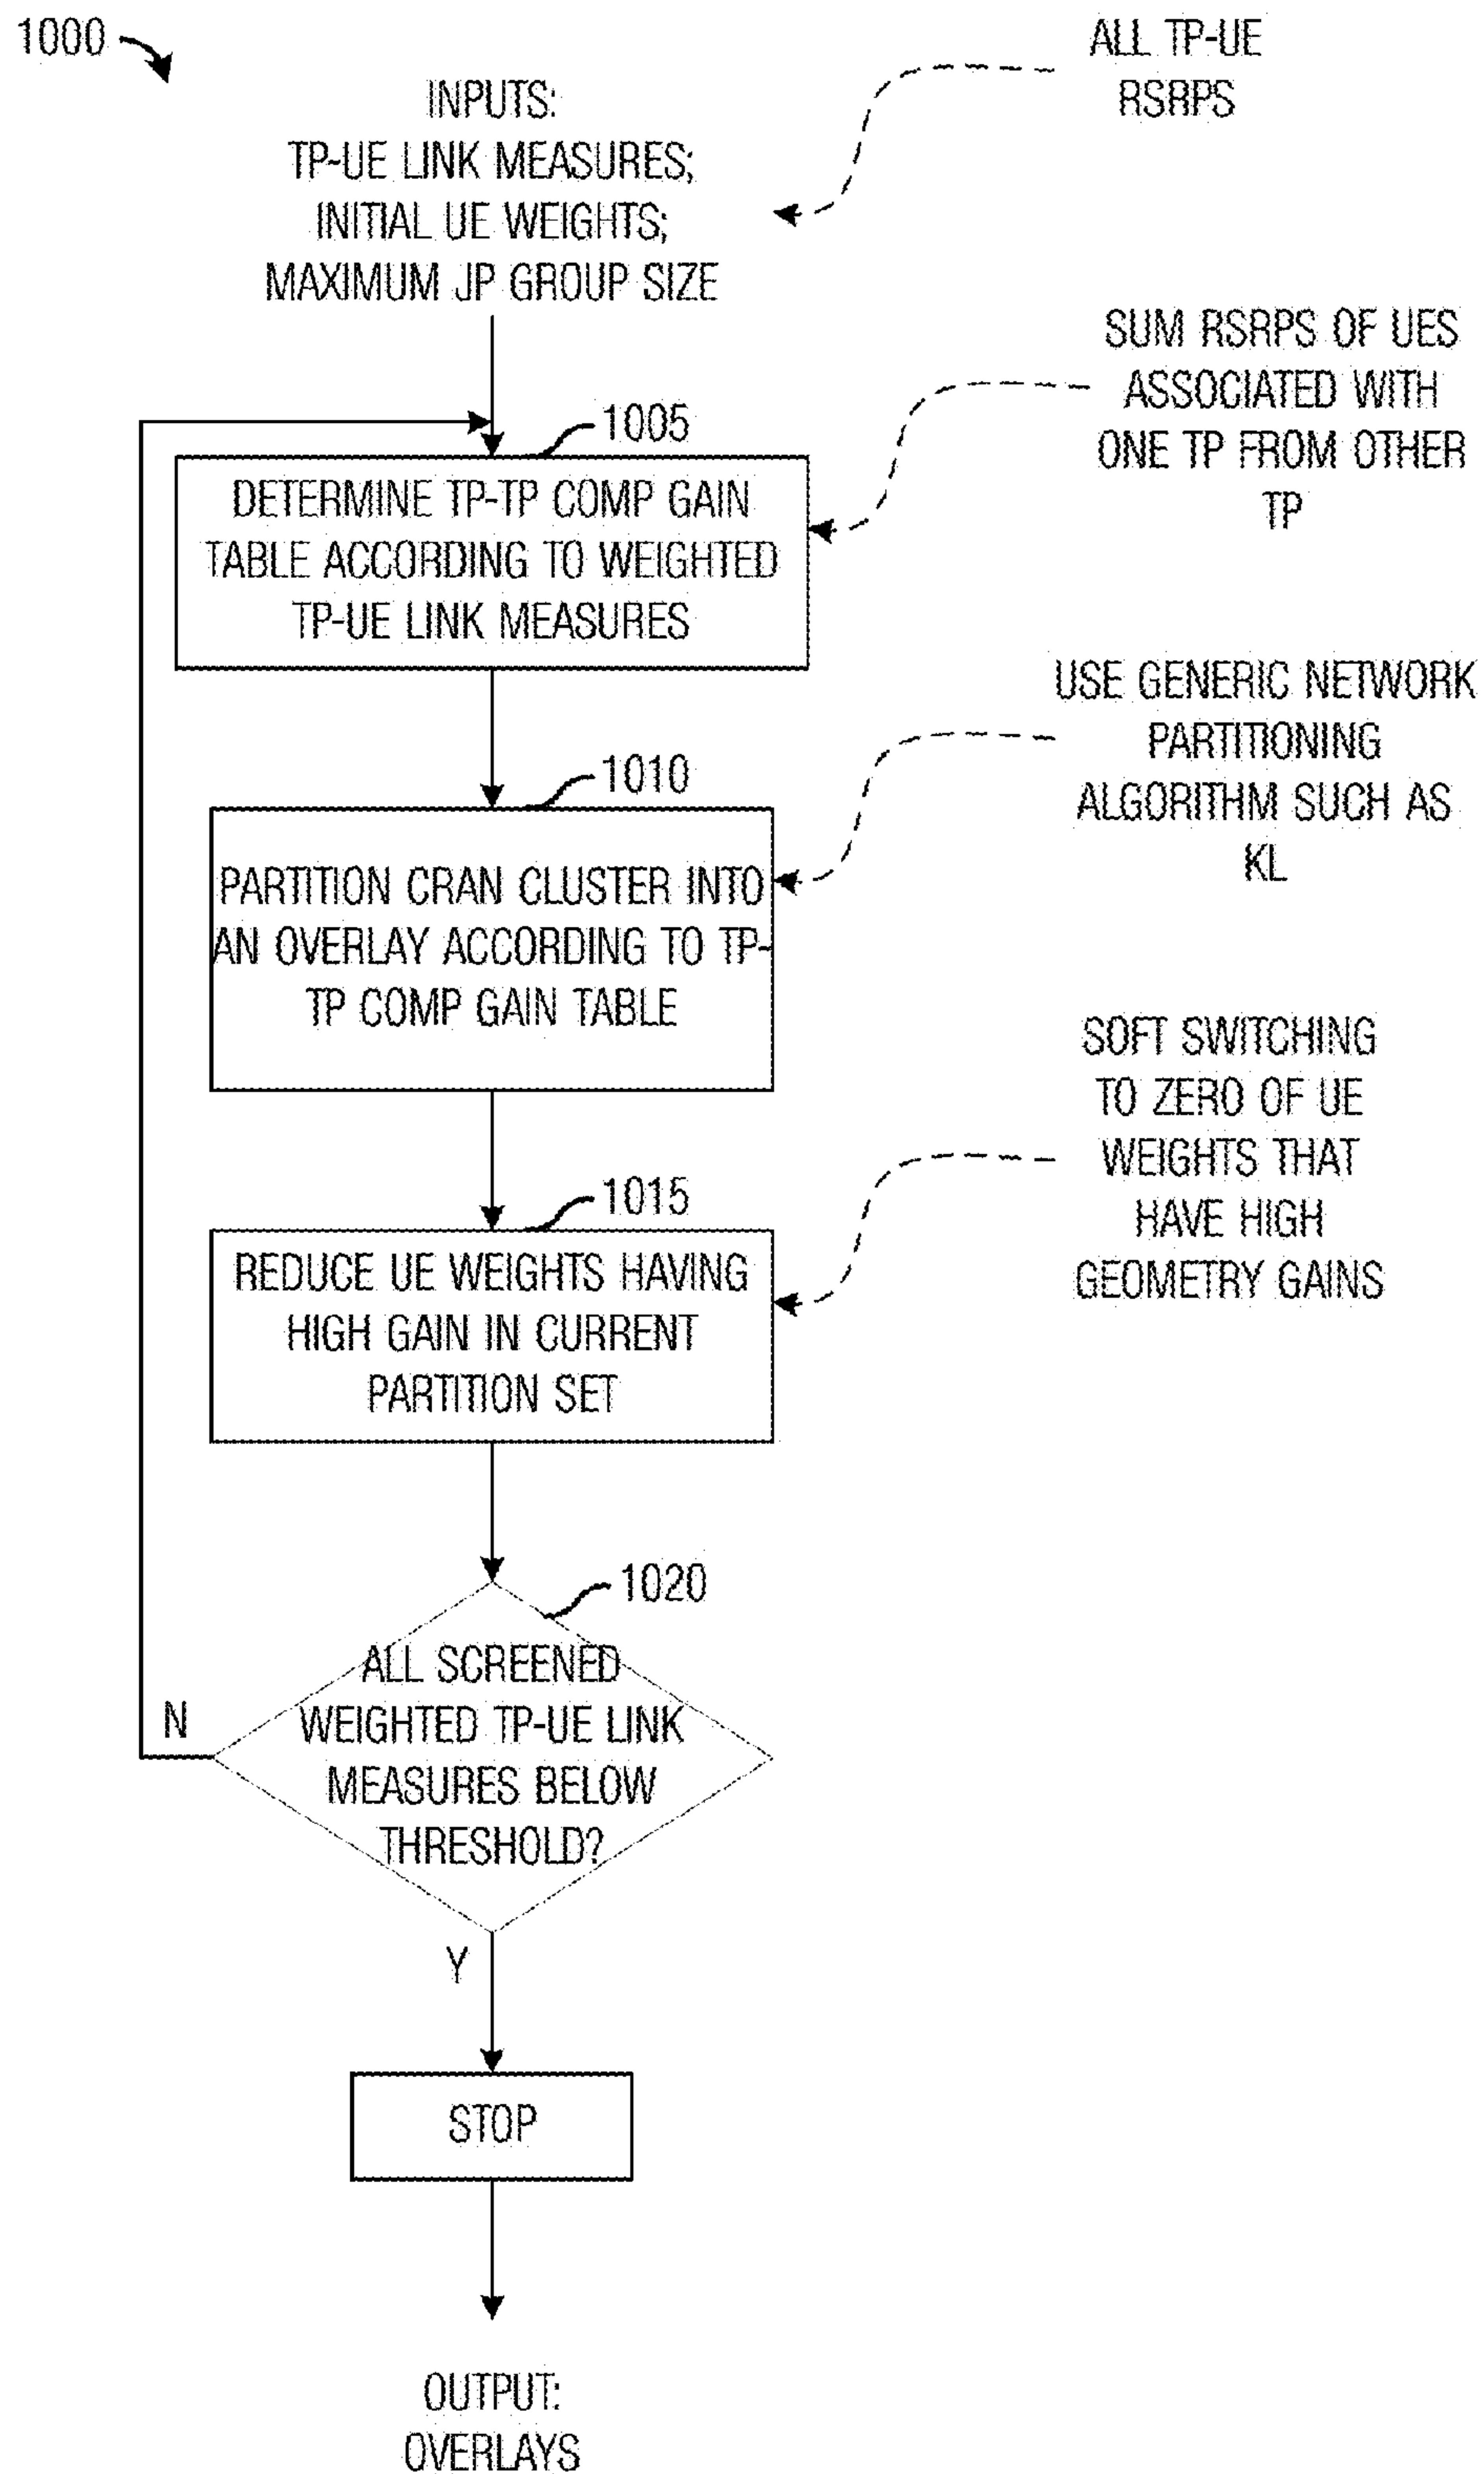 1000
INPUTS:
TP-UE LINK MEASURES;
INITIAL UE WEIGHTS;
MAXIMUM JP GROUP SIZE
ALL TP-UE
RSRPS
1005
DETERMINE TP-TP COMP GAIN
TABLE ACCORDING TO WEIGHTED
TP-UE LINK MEASURES
SUM RSRPS OF UES
ASSOCIATED WITH
ONE TP FROM OTHER
TP
1010
PARTITION CRAN CLUSTER INTO
AN OVERLAY ACCORDING TO TP-
TP COMP GAIN TABLE
USE GENERIC NETWORK
PARTITIONING
ALGORITHM SUCH AS
KL
1015
REDUCE UE WEIGHTS HAVING
HIGH GAIN IN CURRENT
PARTITION SET
SOFT SWITCHING
TO ZERO OF UE
WEIGHTS THAT
HAVE HIGH
GEOMETRY GAINS
1020
ALL SCREENED
WEIGHTED TP-UE LINK
MEASURES BELOW
THRESHOLD?
N
Y
STOP
OUTPUT:
OVERLAYS